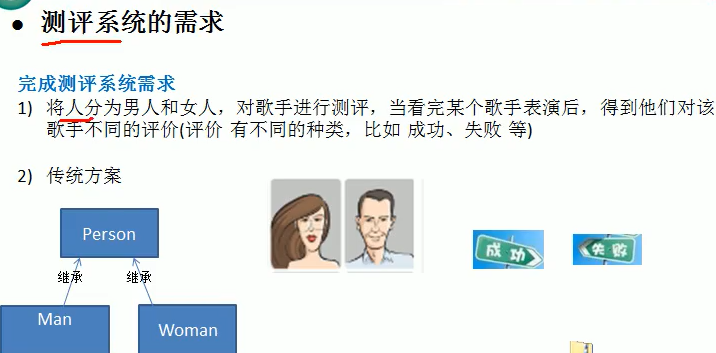 ● 测评系统的需求
完成测评系统需求
1) 将人分为男人和女人，对歌手进行测评，当看完某个歌手表演后，得到他们对该
歌手不同的评价(评价 有不同的种类，比如 成功、失败 等)
2) 传统方案
成功
失败
Person
继承
继承
Man
Woman